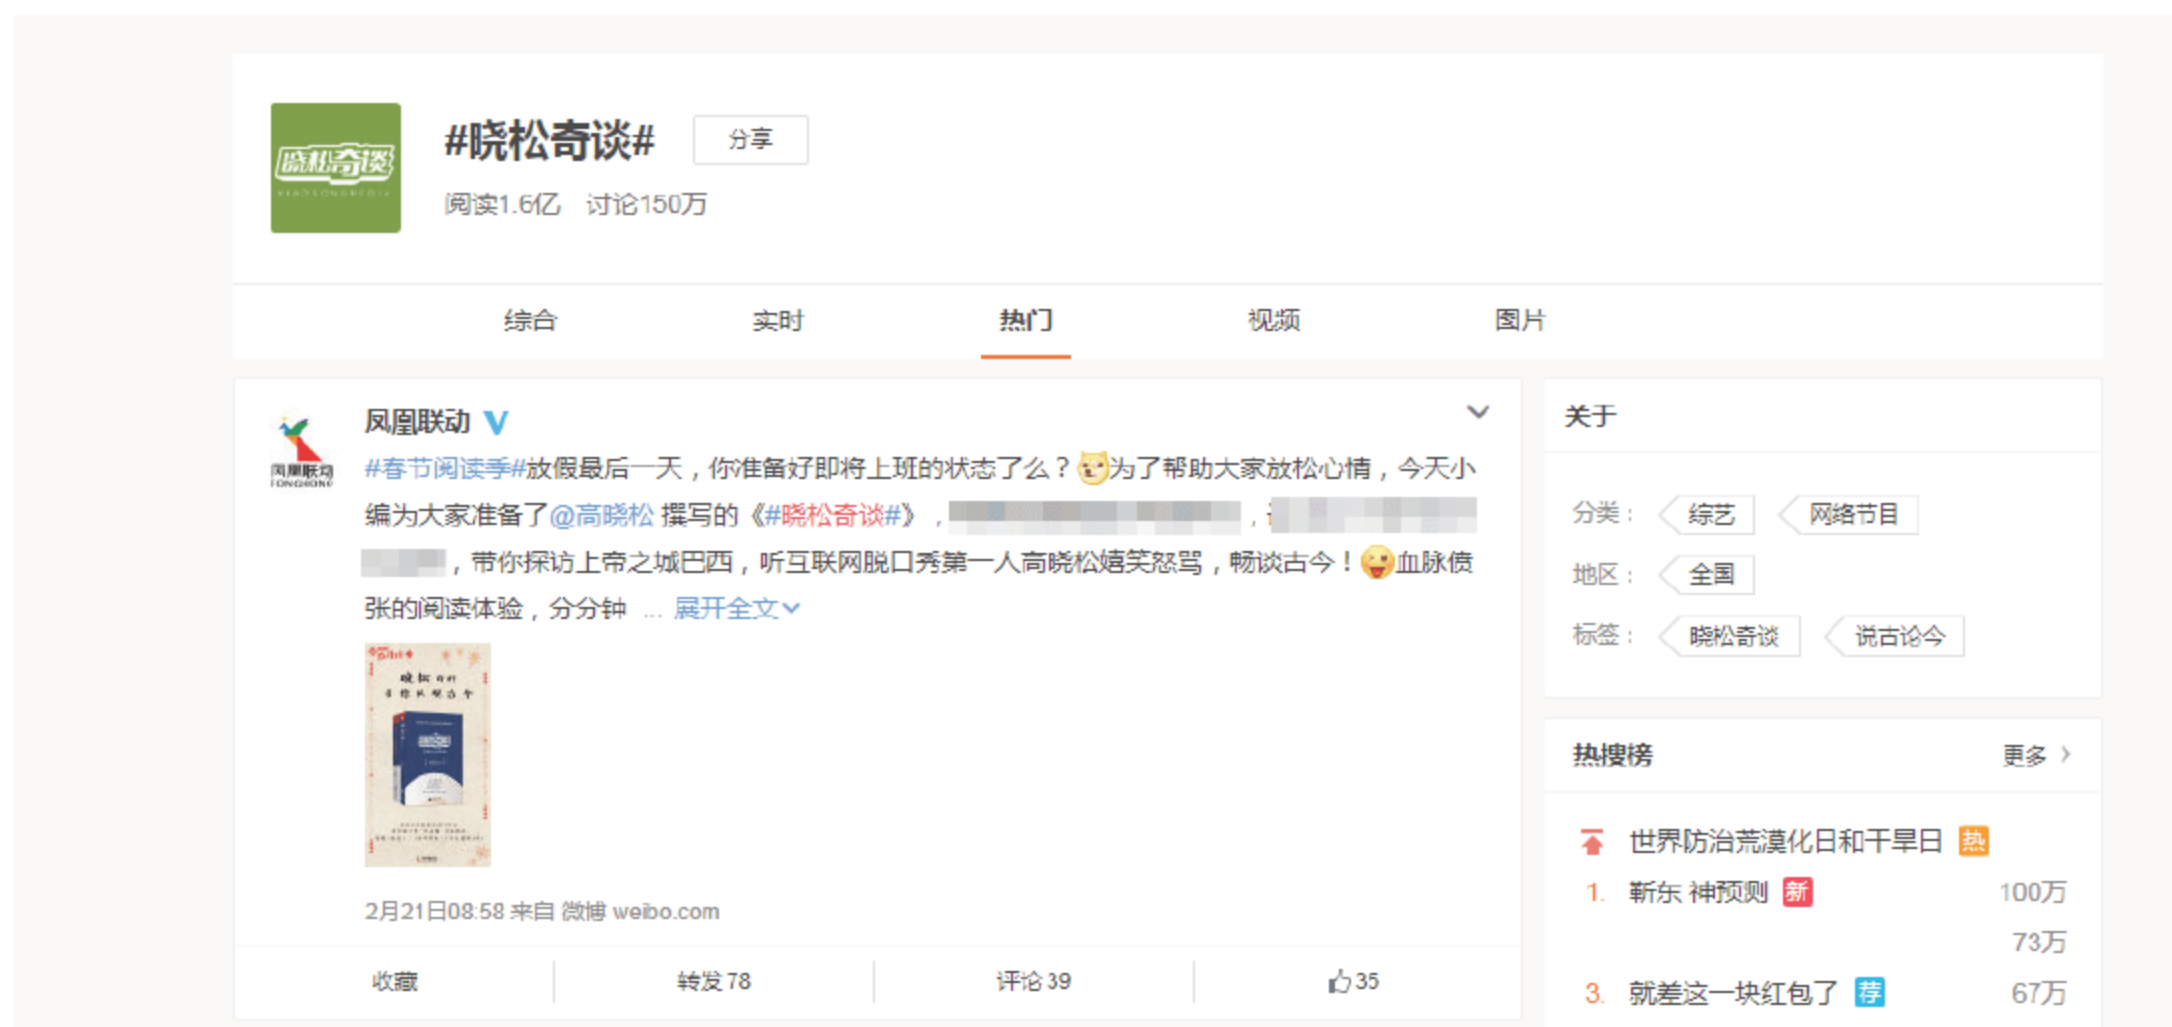 晓松奇谈
#晓松奇谈#
分享
阅读1.6亿 讨论150万
综合 实时 热门 视频 图片
凤凰联动
凤凰联动
FONGHONG
#春节阅读季#放假最后一天，你准备好即将上班的状态了么？为了帮助大家放松心情，今天小
编为大家准备了@高晓松 撰写的《#晓松奇谈#》，
，带你探访上帝之城巴西，听互联网脱口秀第一人高晓松嬉笑怒骂，畅谈古今！血脉愤
张的阅读体验，分分钟 ... 展开全文
2月21日08:58 来自 微博 weibo.com
收藏 转发78 评论39 35
关于
分类： 综艺 网络节目
地区： 全国
标签： 晓松奇谈 说古论今
热搜榜 更多
世界防治荒漠化日和干旱日 热
1. 靳东 神预测 新 100万
73万
3. 就差这一块红包了 荐 67万